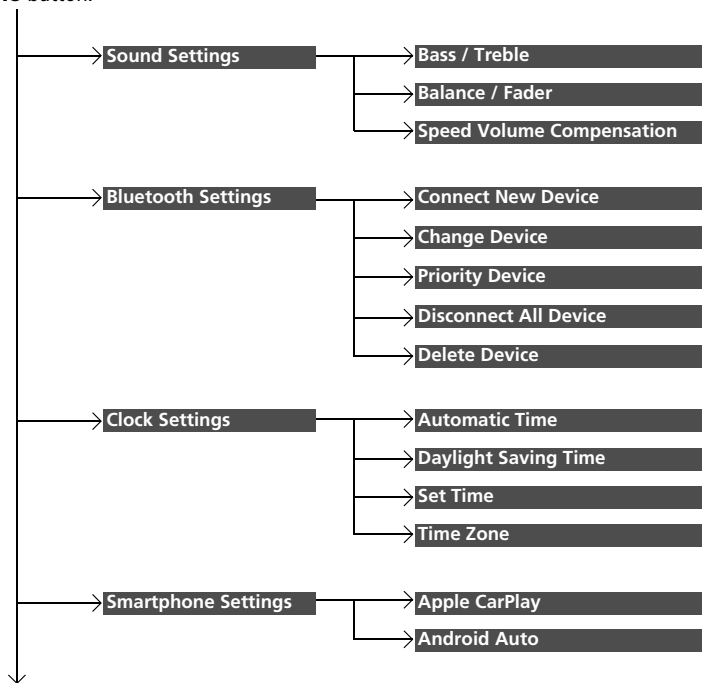 button.
Sound Settings
Bass / Treble
Balance / Fader
Speed Volume Compensation
Bluetooth Settings
Connect New Device
Change Device
Priority Device
Disconnect All Device
Delete Device
Clock Settings
Automatic Time
Daylight Saving Time
Set Time
Time Zone
Smartphone Settings
Apple CarPlay
Android Auto